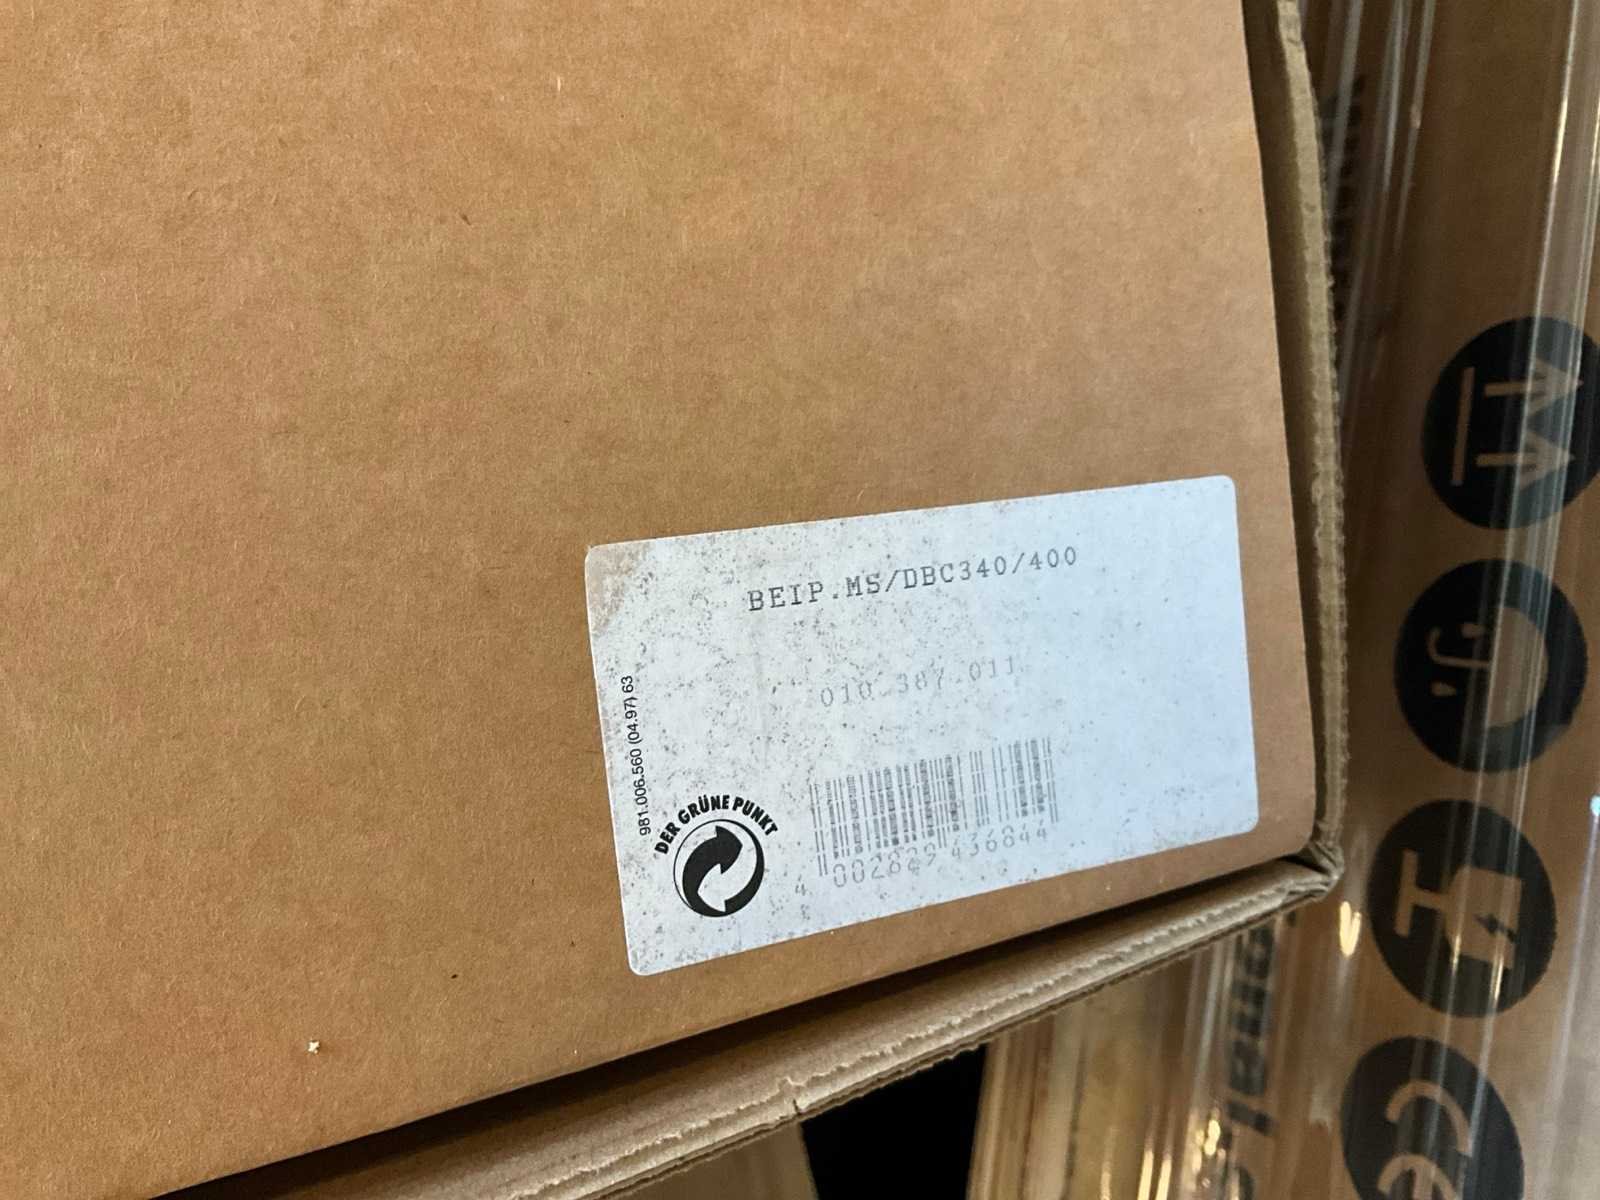 BEIP.MS/DBC340/400
010.387.011
981.006.560 (04.97) 63
DER GRÜNE PUNKT
4 002829 436844
CE